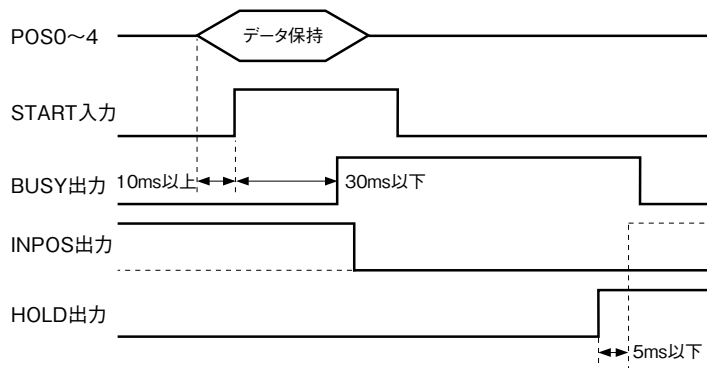 POS0～4
データ保持
START入力
10ms以上
30ms以下
BUSY出力
INPOS出力
HOLD出力
5ms以下